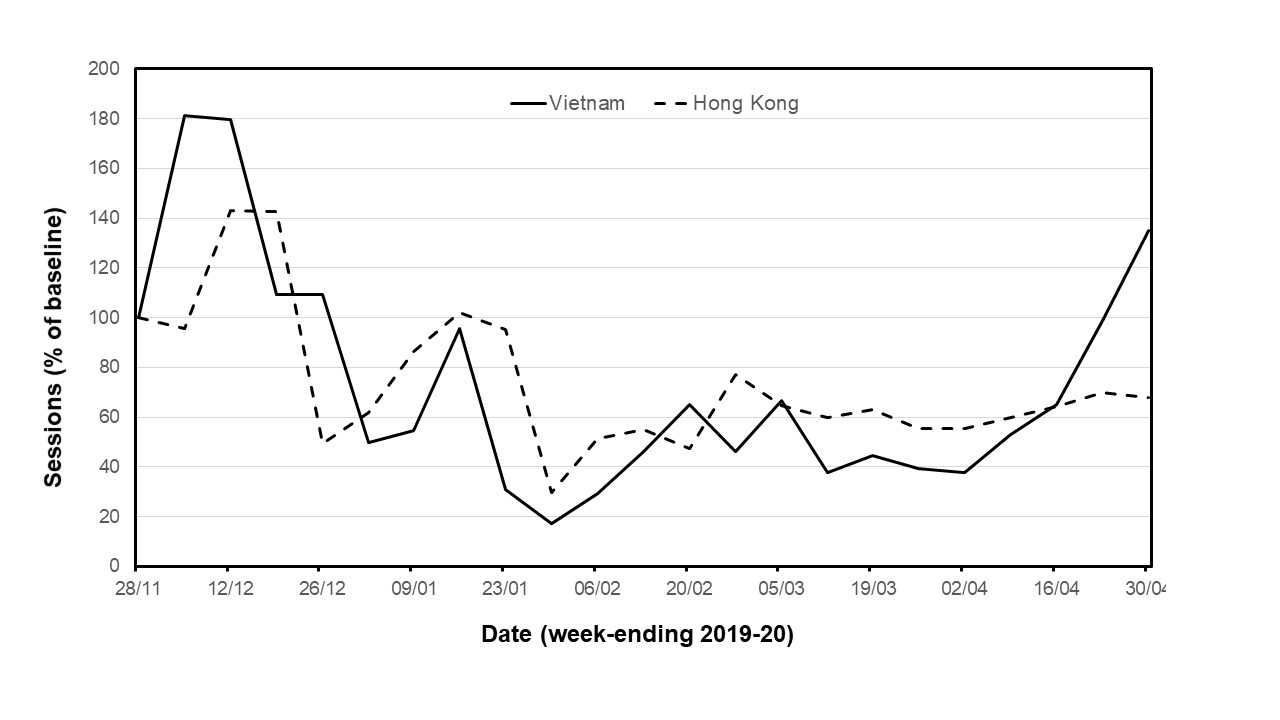 Vietnam
Hong Kong
200
180
160
140
120
100
80
60
40
20
0
Sessions (% of baseline)
28/11 12/12 26/12 09/01 23/01 06/02 20/02 05/03 19/03 02/04 16/04 30/04
Date (week-ending 2019-20)